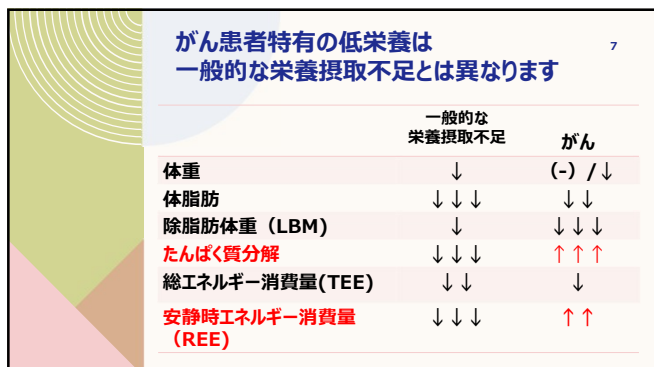 がん患者特有の低栄養は
一般的な栄養摂取不足とは異なります
7
一般的な
栄養摂取不足 がん
体重 ↓ (-) /↓
体脂肪 ↓↓↓ ↓↓
除脂肪体重（LBM) ↓ ↓↓↓
たんぱく質分解 ↓↓↓ ↑↑↑
総エネルギー消費量(TEE) ↓↓ ↓
安静時エネルギー消費量 ↓↓↓ ↑↑
（REE)